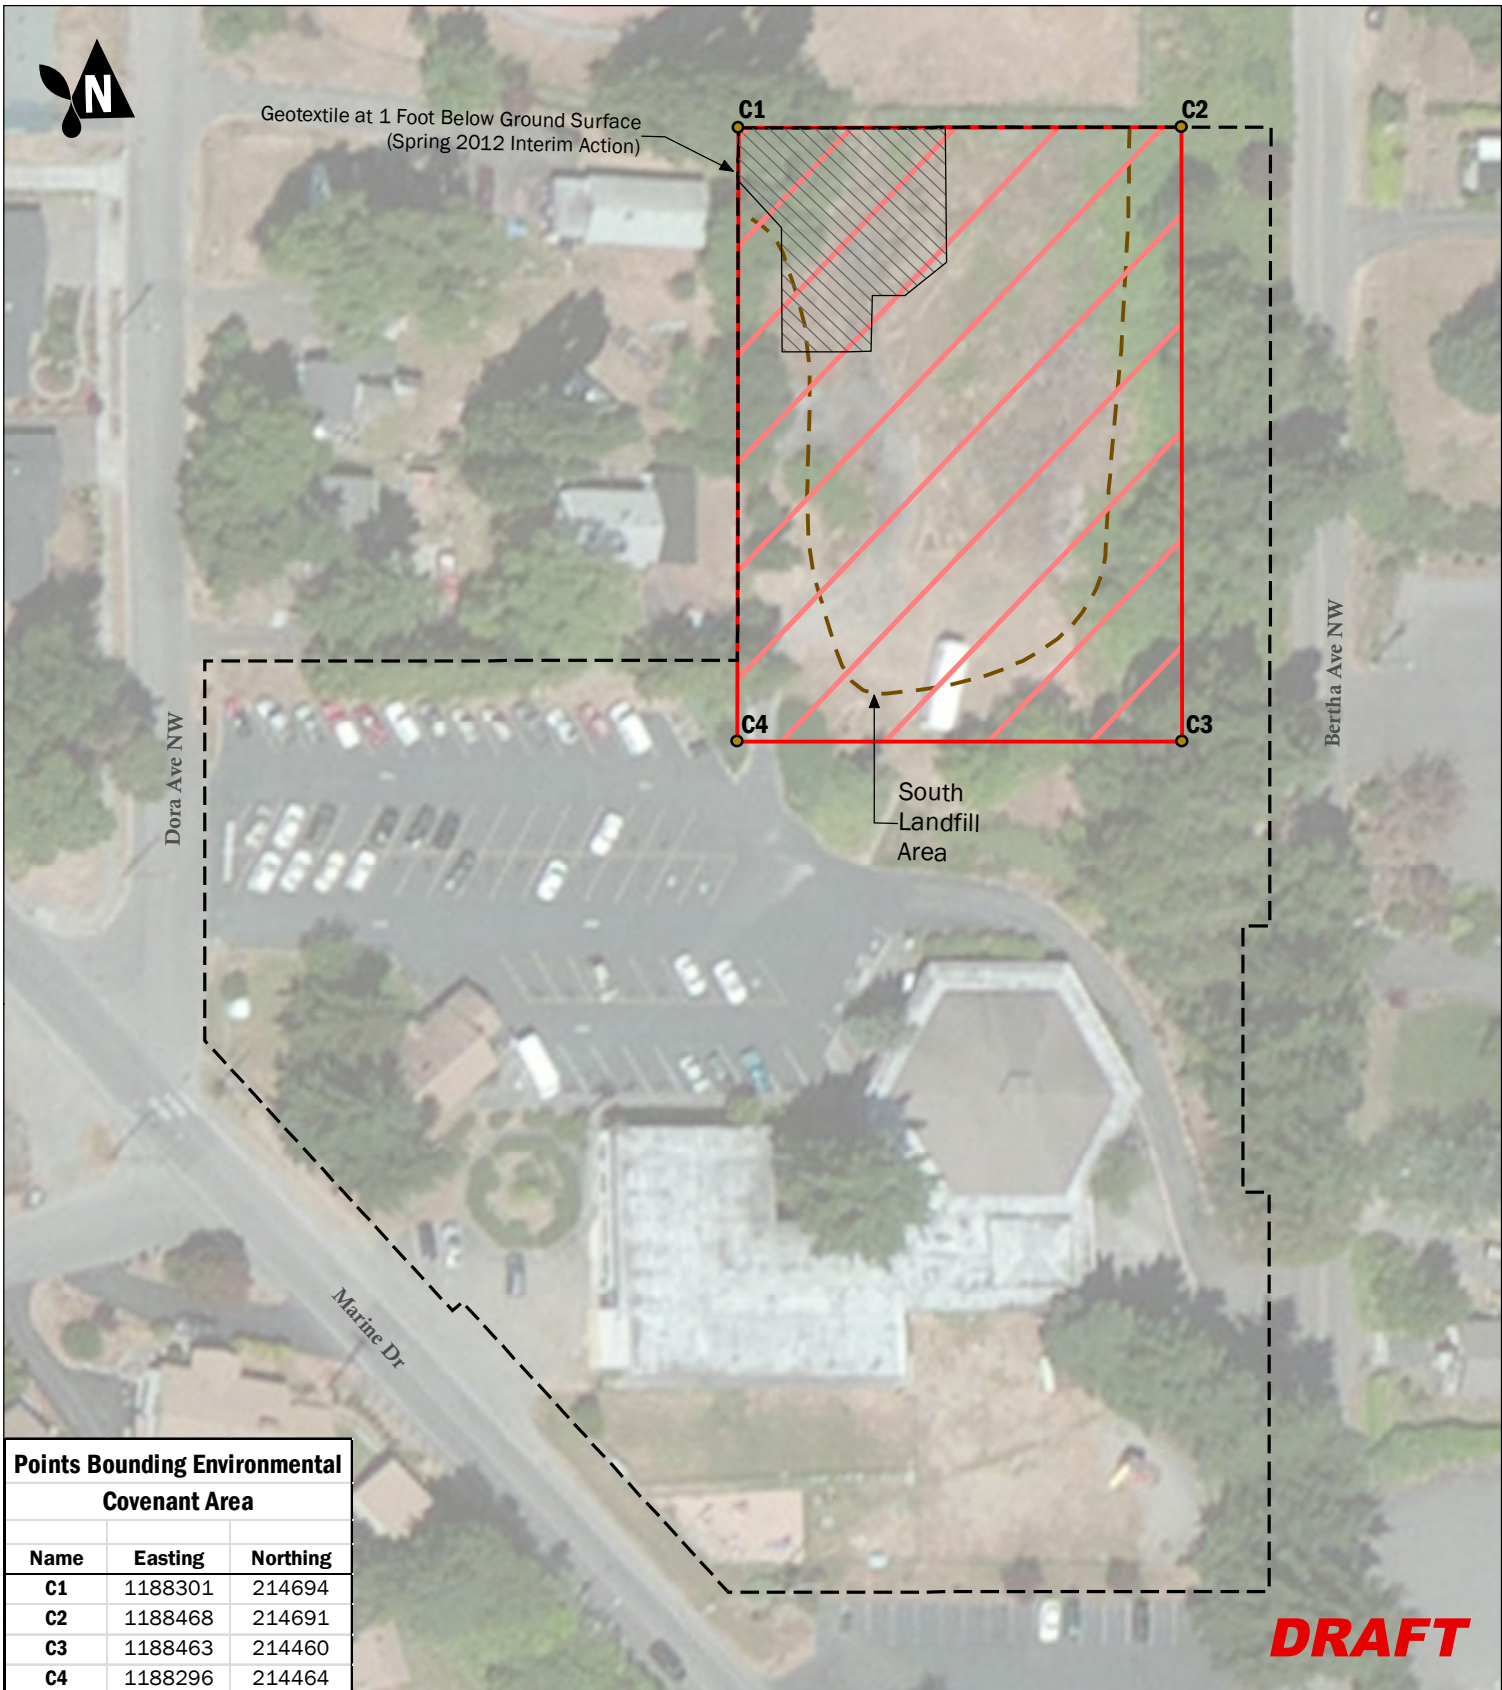 N
Geotextile at 1 Foot Below Ground Surface
(Spring 2012 Interim Action)
C1
C2
C4
C3
South
Landfill
Area
Dora Ave NW
Bertha Ave NW
Marine Dr
Points Bounding Environmental
Covenant Area
Name Easting Northing
C1 1188301 214694
C2 1188468 214691
C3 1188463 214460
C4 1188296 214464
DRAFT